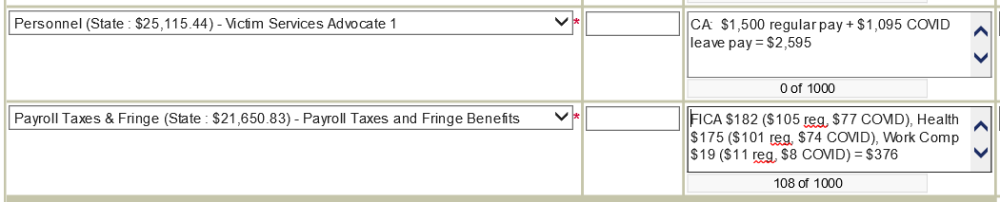 Personnel (State : $25,115.44) - Victim Services Advocate 1
*
CA:  $1,500 regular pay + $1,095 COVID
leave pay = $2,595
0 of 1000
Payroll Taxes & Fringe (State : $21,650.83) - Payroll Taxes and Fringe Benefits
*
FICA $182 ($105 reg, $77 COVID), Health
$175 ($101 reg, $74 COVID), Work Comp
$19 ($11 reg, $8 COVID) = $376
108 of 1000